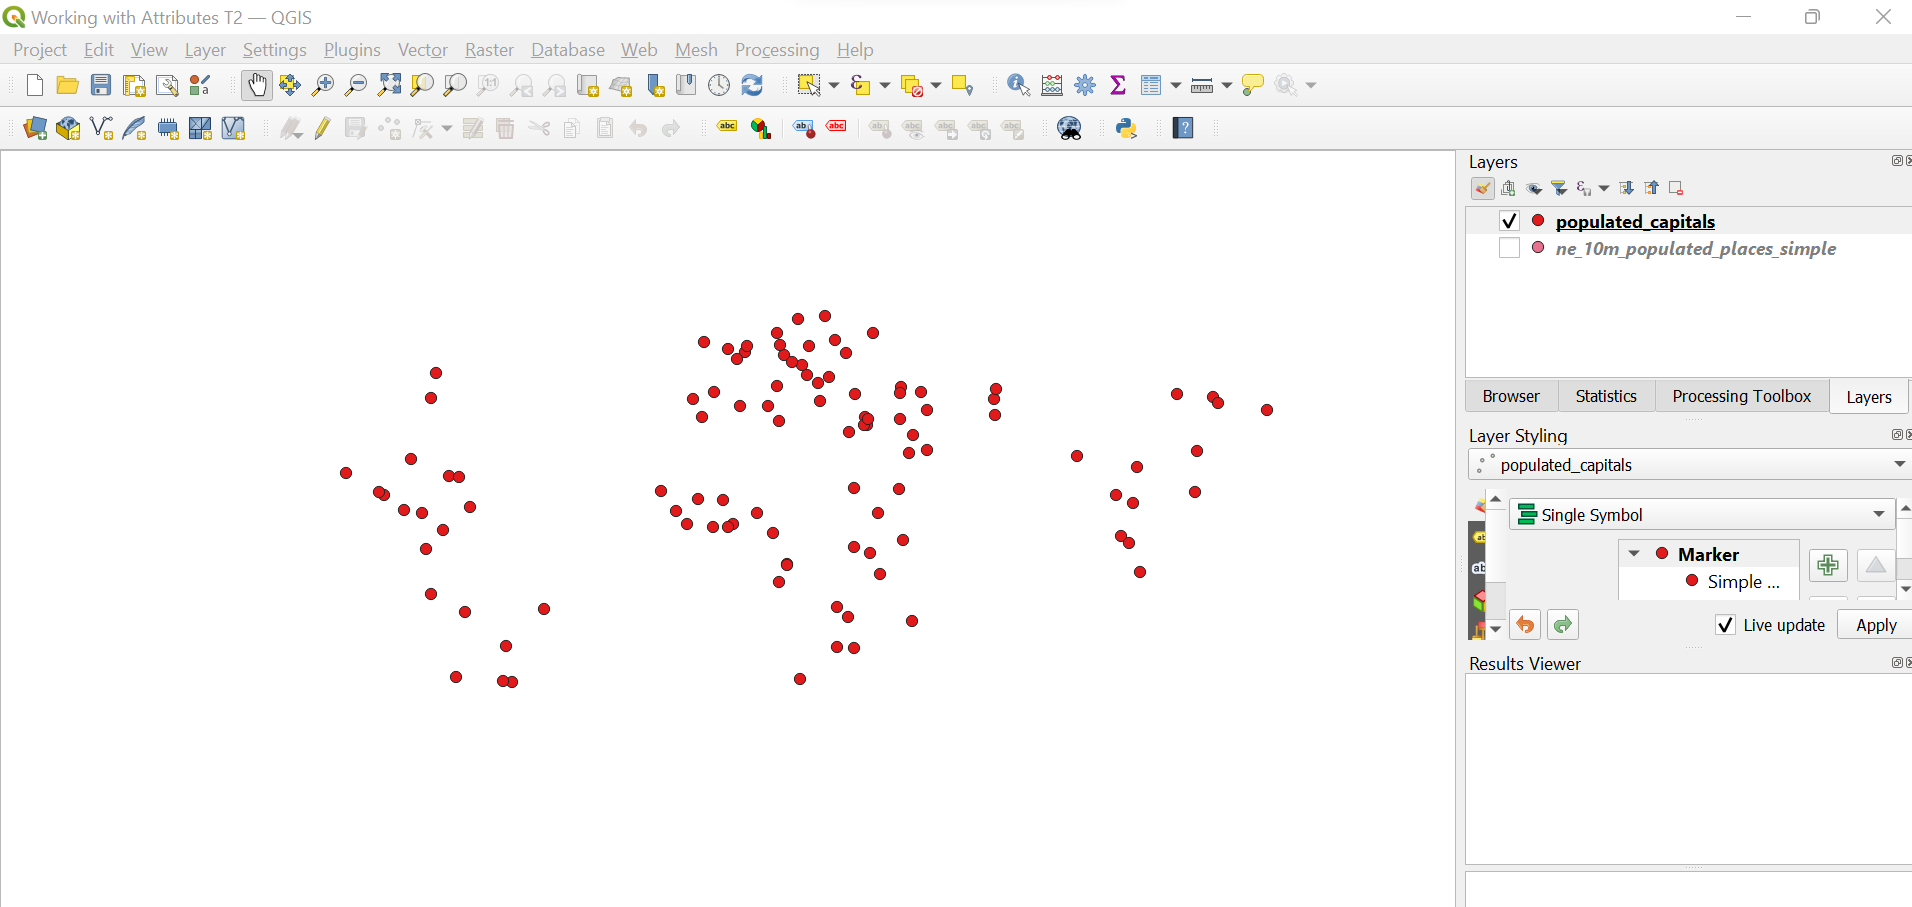 Working with Attributes T2 — QGIS
Project Edit View Layer Settings Plugins Vector Raster Database Web Mesh Processing Help
Layers
populated_capitals
ne_10m_populated_places_simple
Browser Statistics Processing Toolbox Layers
Layer Styling
populated_capitals
Single Symbol
Marker
Simple ...
Live update Apply
Results Viewer